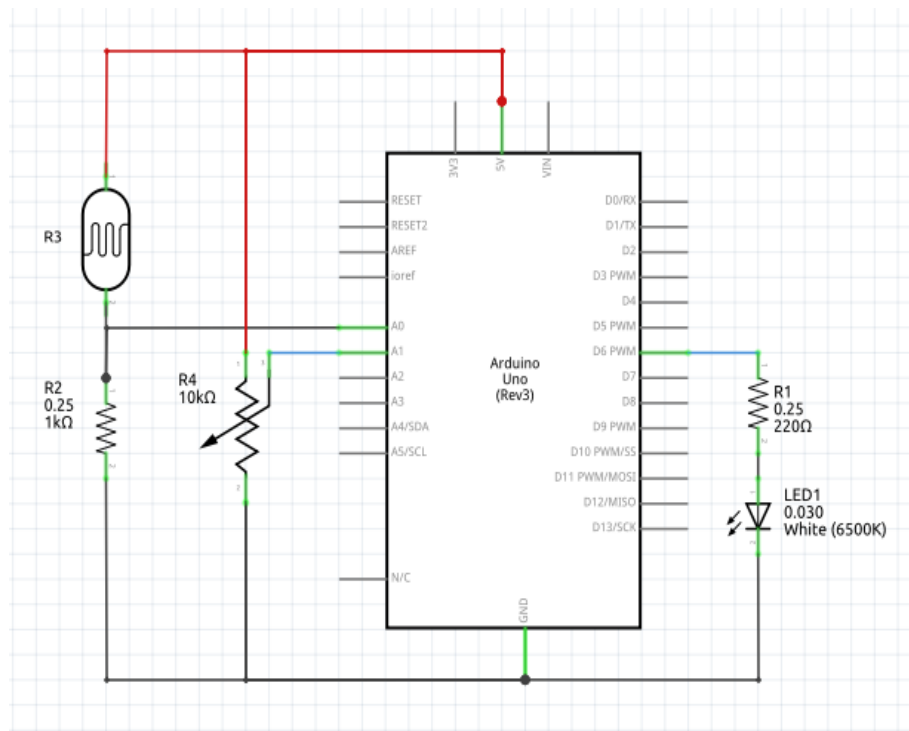 3V3
5V
VIN
RESET
RESET2
AREF
ioref
A0
A1
A2
A3
A4/SDA
A5/SCL
N/C
Arduino
Uno
(Rev3)
D0/RX
D1/TX
D2
D3 PWM
D4
D5 PWM
D6 PWM
D7
D8
D9 PWM
D10 PWM/SS
D11 PWM/MOSI
D12/MISO
D13/SCK
GND
R3
R2
0.25
1kΩ
R4
10kΩ
R1
0.25
220Ω
LED1
0.030
White (6500K)